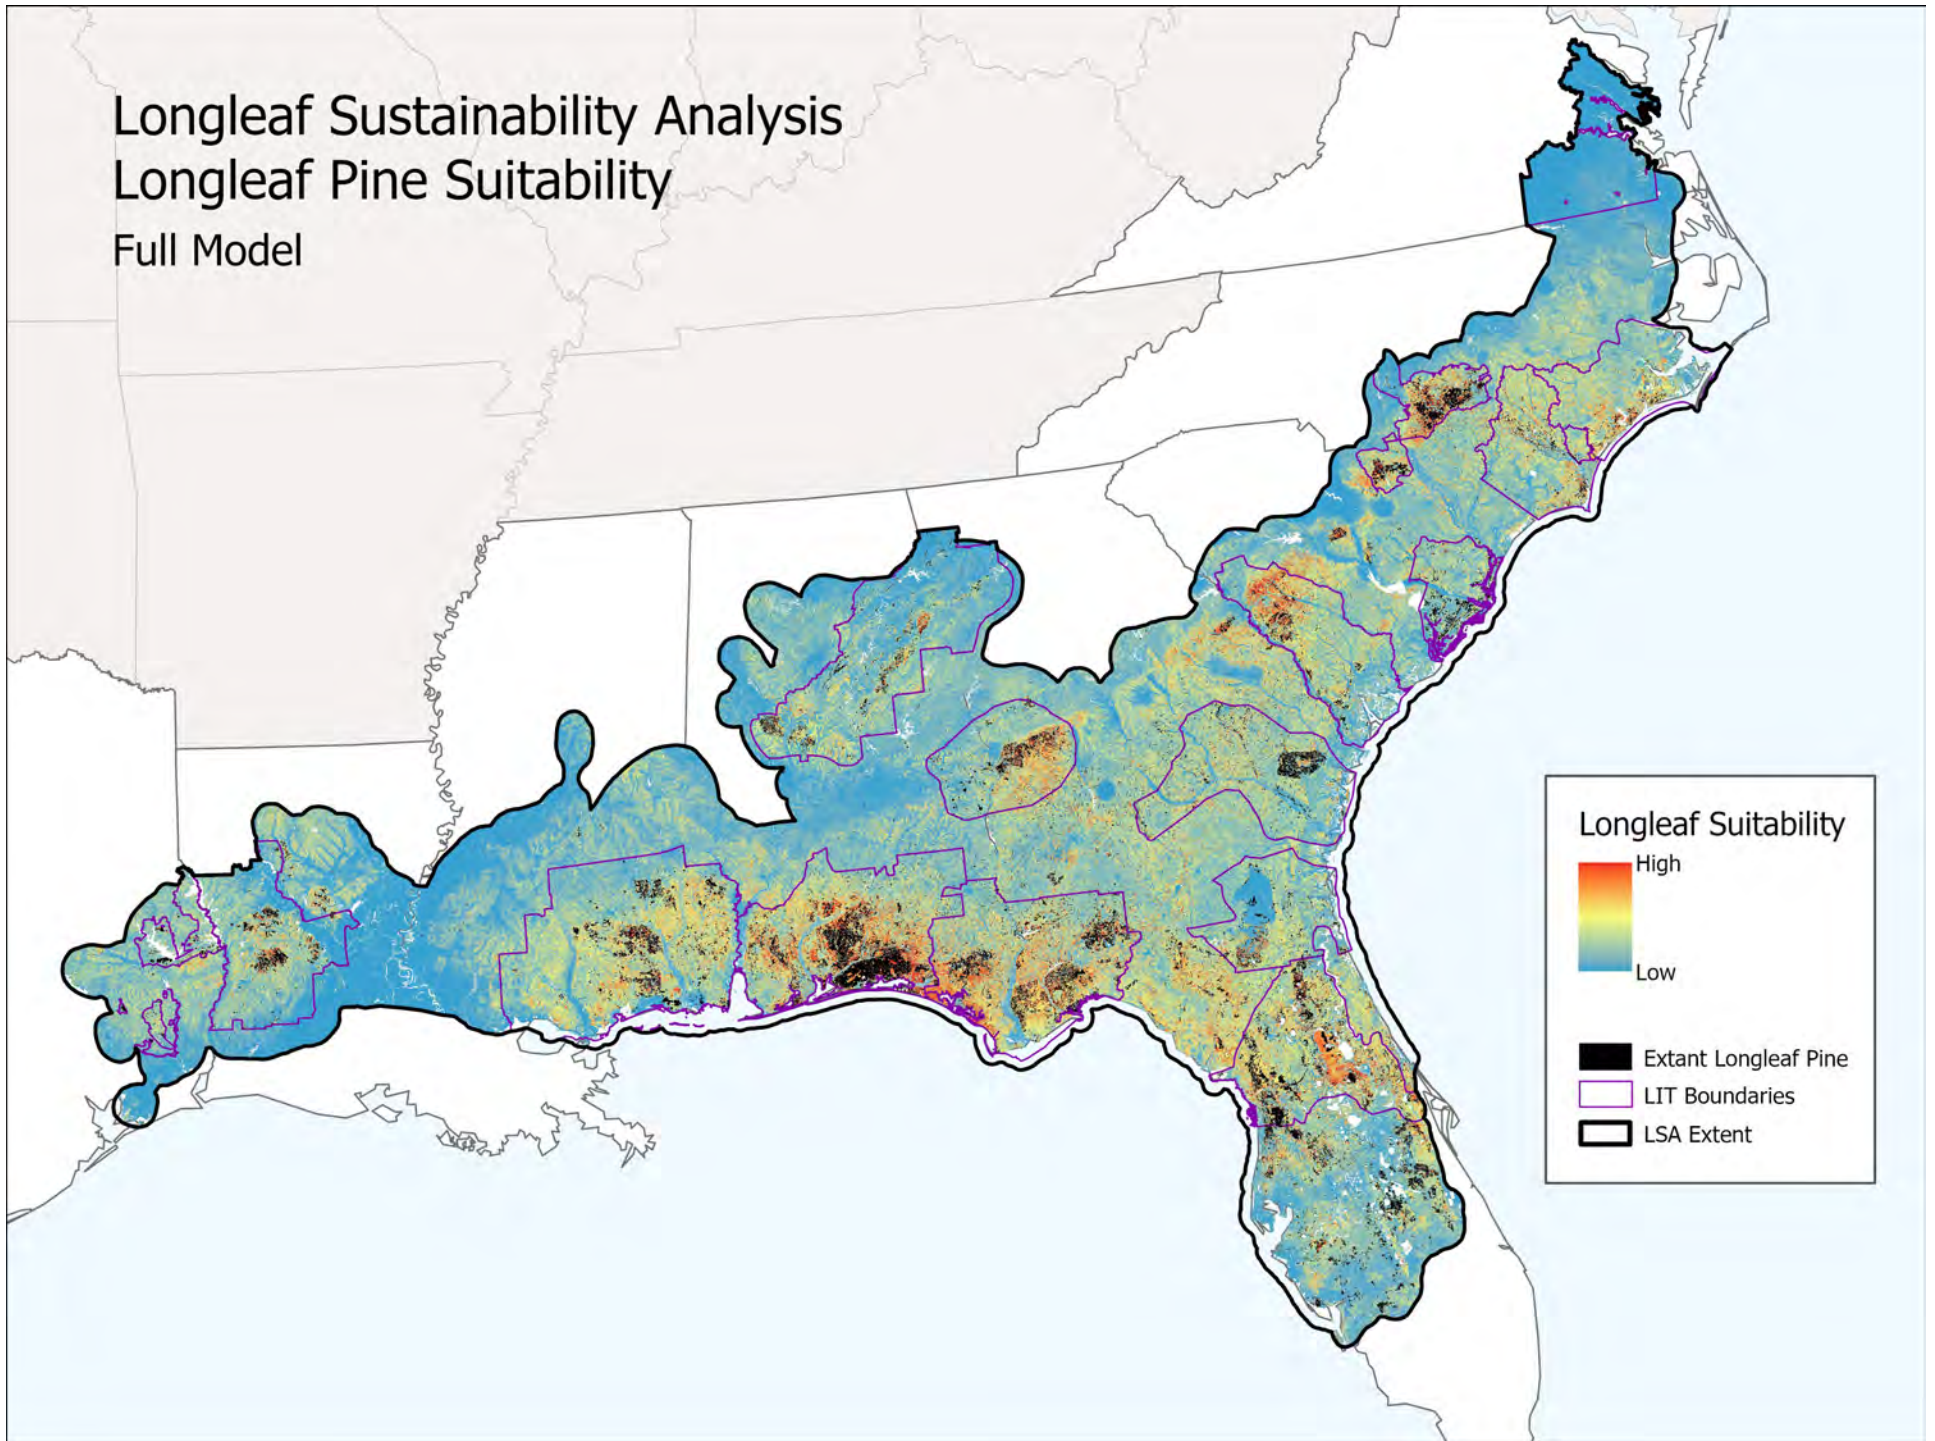 Longleaf Sustainability Analysis
Longleaf Pine Suitability
Full Model
Longleaf Suitability
High
Low
Extant Longleaf Pine
LIT Boundaries
LSA Extent